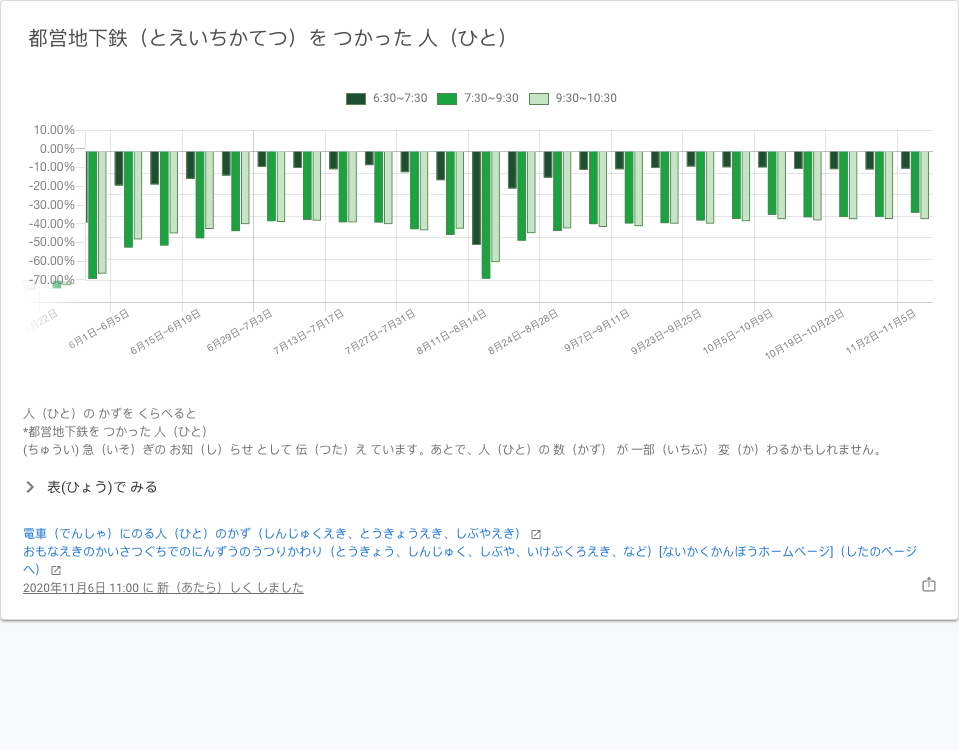 都営地下鉄（とえいちかてつ）を つかった 人（ひと）
6:30~7:30 7:30~9:30 9:30~10:30
10.00%
0.00%
-10.00%
-20.00%
-30.00%
-40.00%
-50.00%
-60.00%
-70.00%
6月1日~6月5日 6月15日~6月19日 6月29日~7月3日 7月13日~7月17日 7月27日~7月31日 8月11日~8月14日 8月24日~8月28日 9月7日~9月11日 9月23日~9月25日 10月5日~10月9日 10月19日~10月23日 11月2日~11月5日
人（ひと）の かずを くらべると
*都営地下鉄を つかった 人（ひと）
(ちゅうい) 急（いそ）ぎの お知（し）らせ として 伝（つた）え ています。あとで、人（ひと）の 数（かず） が 一部（いちぶ） 変（か）わるかもしれません。
表(ひょう)で みる
電車（でんしゃ）にのる人（ひと）のかず（しんじゅくえき、とうきょうえき、しぶやえき）
おもなえきのかいさつぐちでのにんずうのうつりかわり（とうきょう、しんじゅく、しぶや、いけぶくろえき、など）[ないかくかんぼうホームページ]（したのページ
へ）
2020年11月6日 11:00 に 新（あたら）しく しました